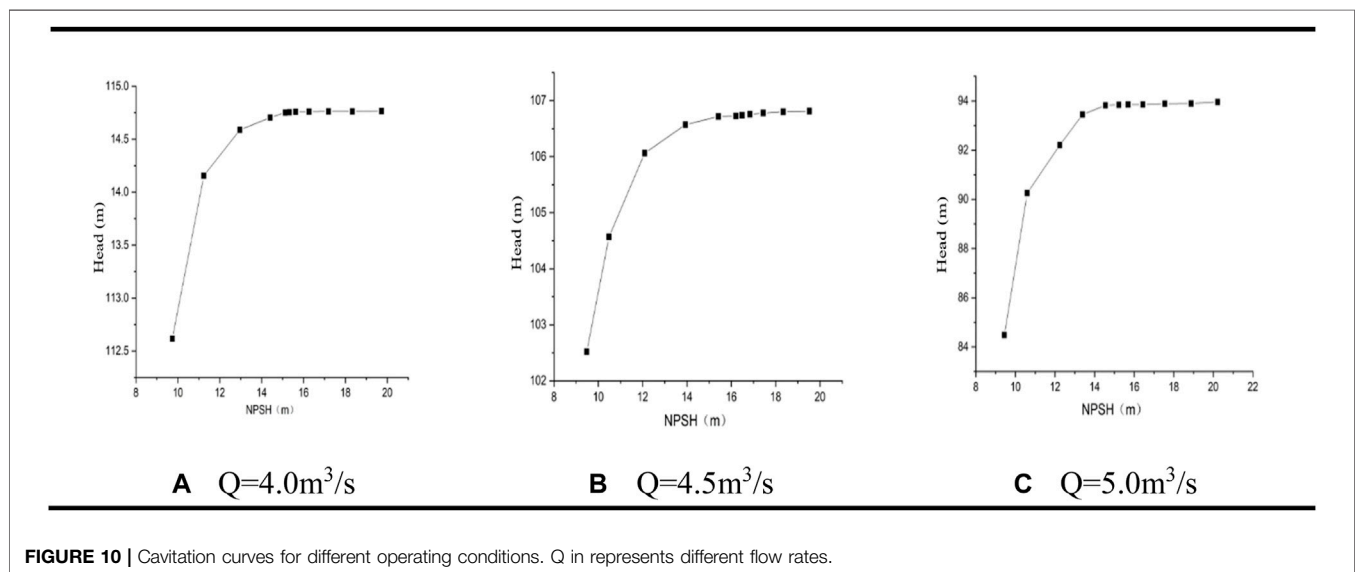 115.0
14.5
14.0
13.5
113.0
112.5
Head (m)
8 10 12 14 16 18 20
NPSH (m)
A Q=4.0m³/s
107
106
105
104
103
102
Head (m)
8 10 12 14 16 18 20
NPSH (m)
B Q=4.5m³/s
94
92
90
88
86
84
Head (m)
8 10 12 14 16 18 20 22
NPSH (m)
C Q=5.0m³/s
FIGURE 10 | Cavitation curves for different operating conditions. Q in represents different flow rates.